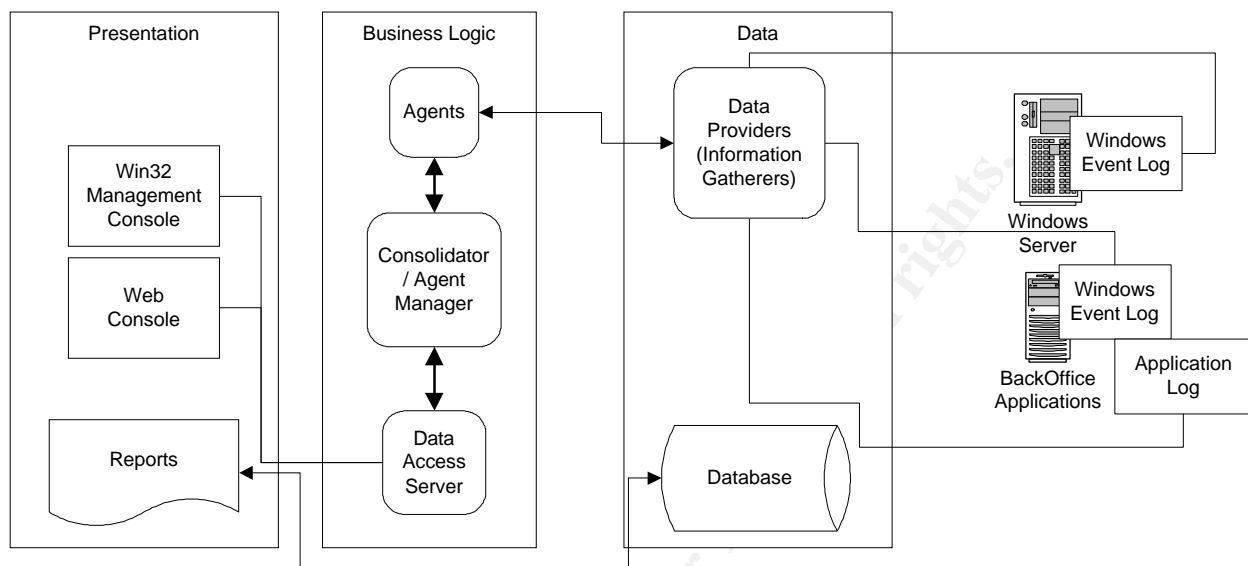 Presentation
Win32
Management
Console
Web
Console
Reports
Business Logic
Agents
Consolidator
/ Agent
Manager
Data
Access
Server
Data
Data
Providers
(Information
Gatherers)
Database
Windows
Event Log
Windows
Server
Windows
Event Log
Application
Log
BackOffice
Applications
rights.